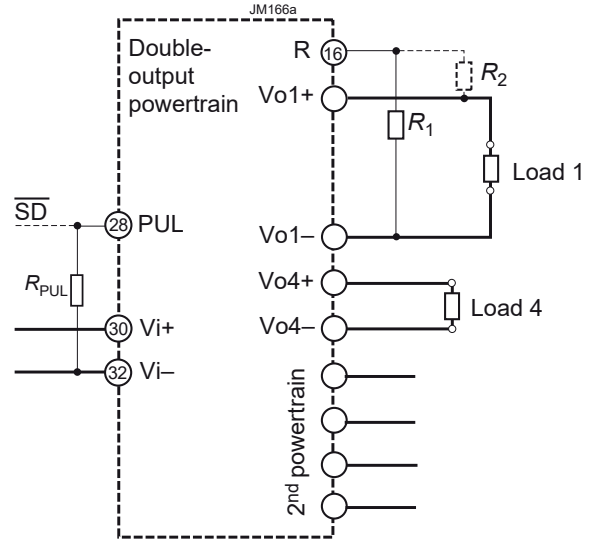 JM166a
Double-
output
powertrain
R
16
Vo1+
R2
R1
Load 1
SD
28
PUL
Vo1–
RPUL
Vo4+
Load 4
Vo4–
30
Vi+
32
Vi–
2nd powertrain